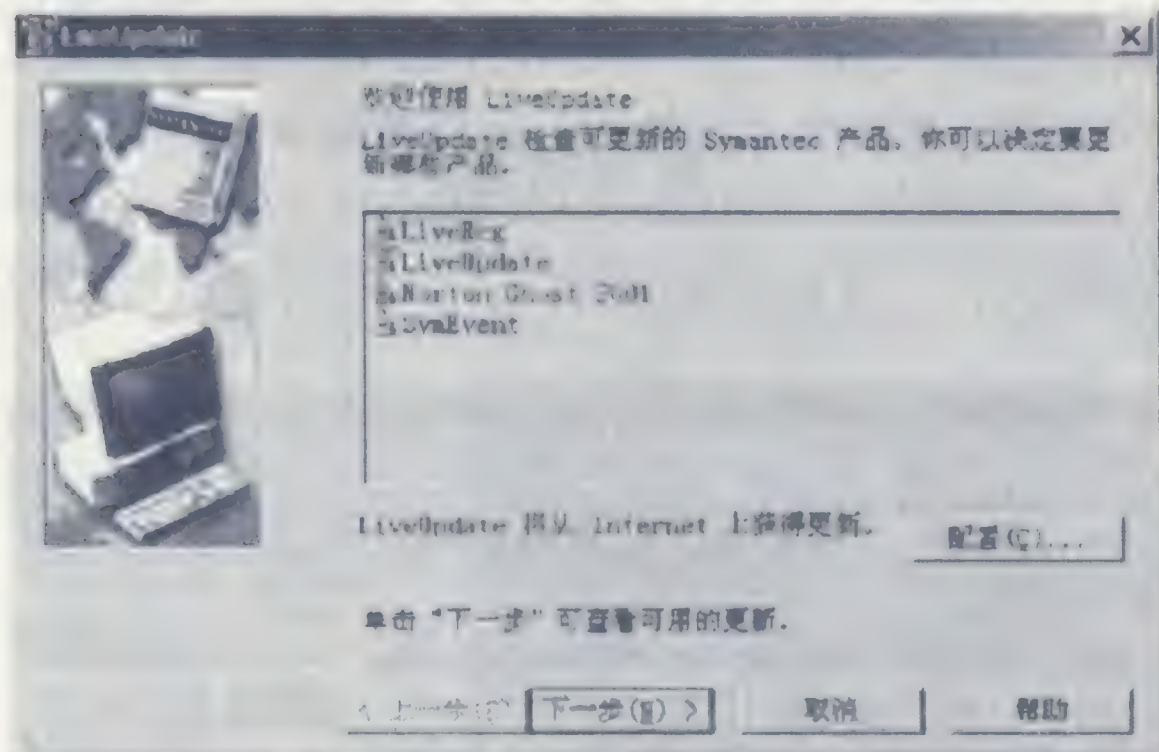 LiveUpdate
欢迎使用 LiveUpdate
LiveUpdate 检查可更新的 Symantec 产品。你可以决定要更
新哪些产品。
LiveReg
LiveUpdate
Norton Ghost 2001
SymEvent
LiveUpdate 将从 Internet 上获得更新。
配置(C)...
单击“下一步”可查看可用的更新。
< 上一步(B)
下一步(N) >
取消
帮助